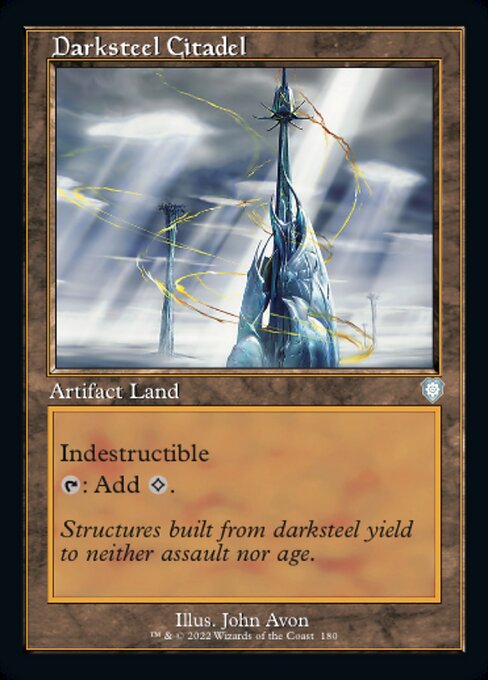 Darksteel Citadel
Artifact Land
Indestructible
: Add .
Structures built from darksteel yield
to neither assault nor age.
Illus. John Avon
™ & © 2022 Wizards of the Coast 180